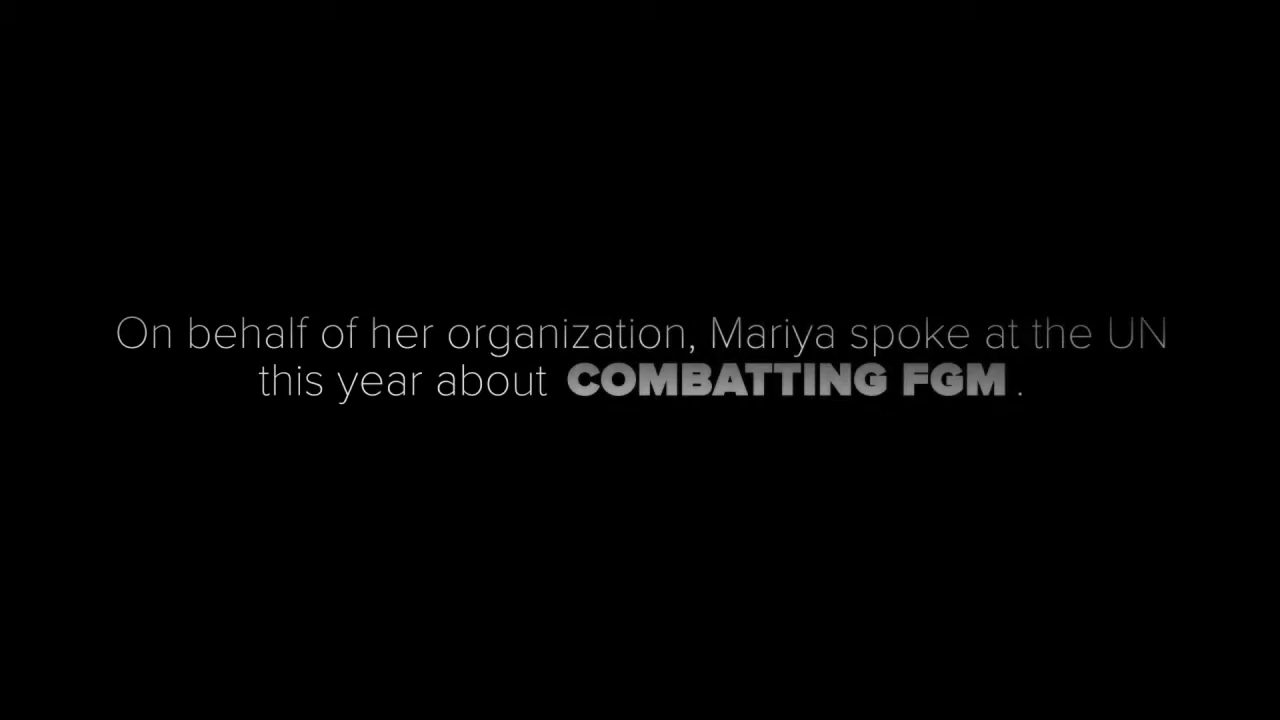 On behalf of her organization, Mariya spoke at the UN
this year about COMBATTING FGM .